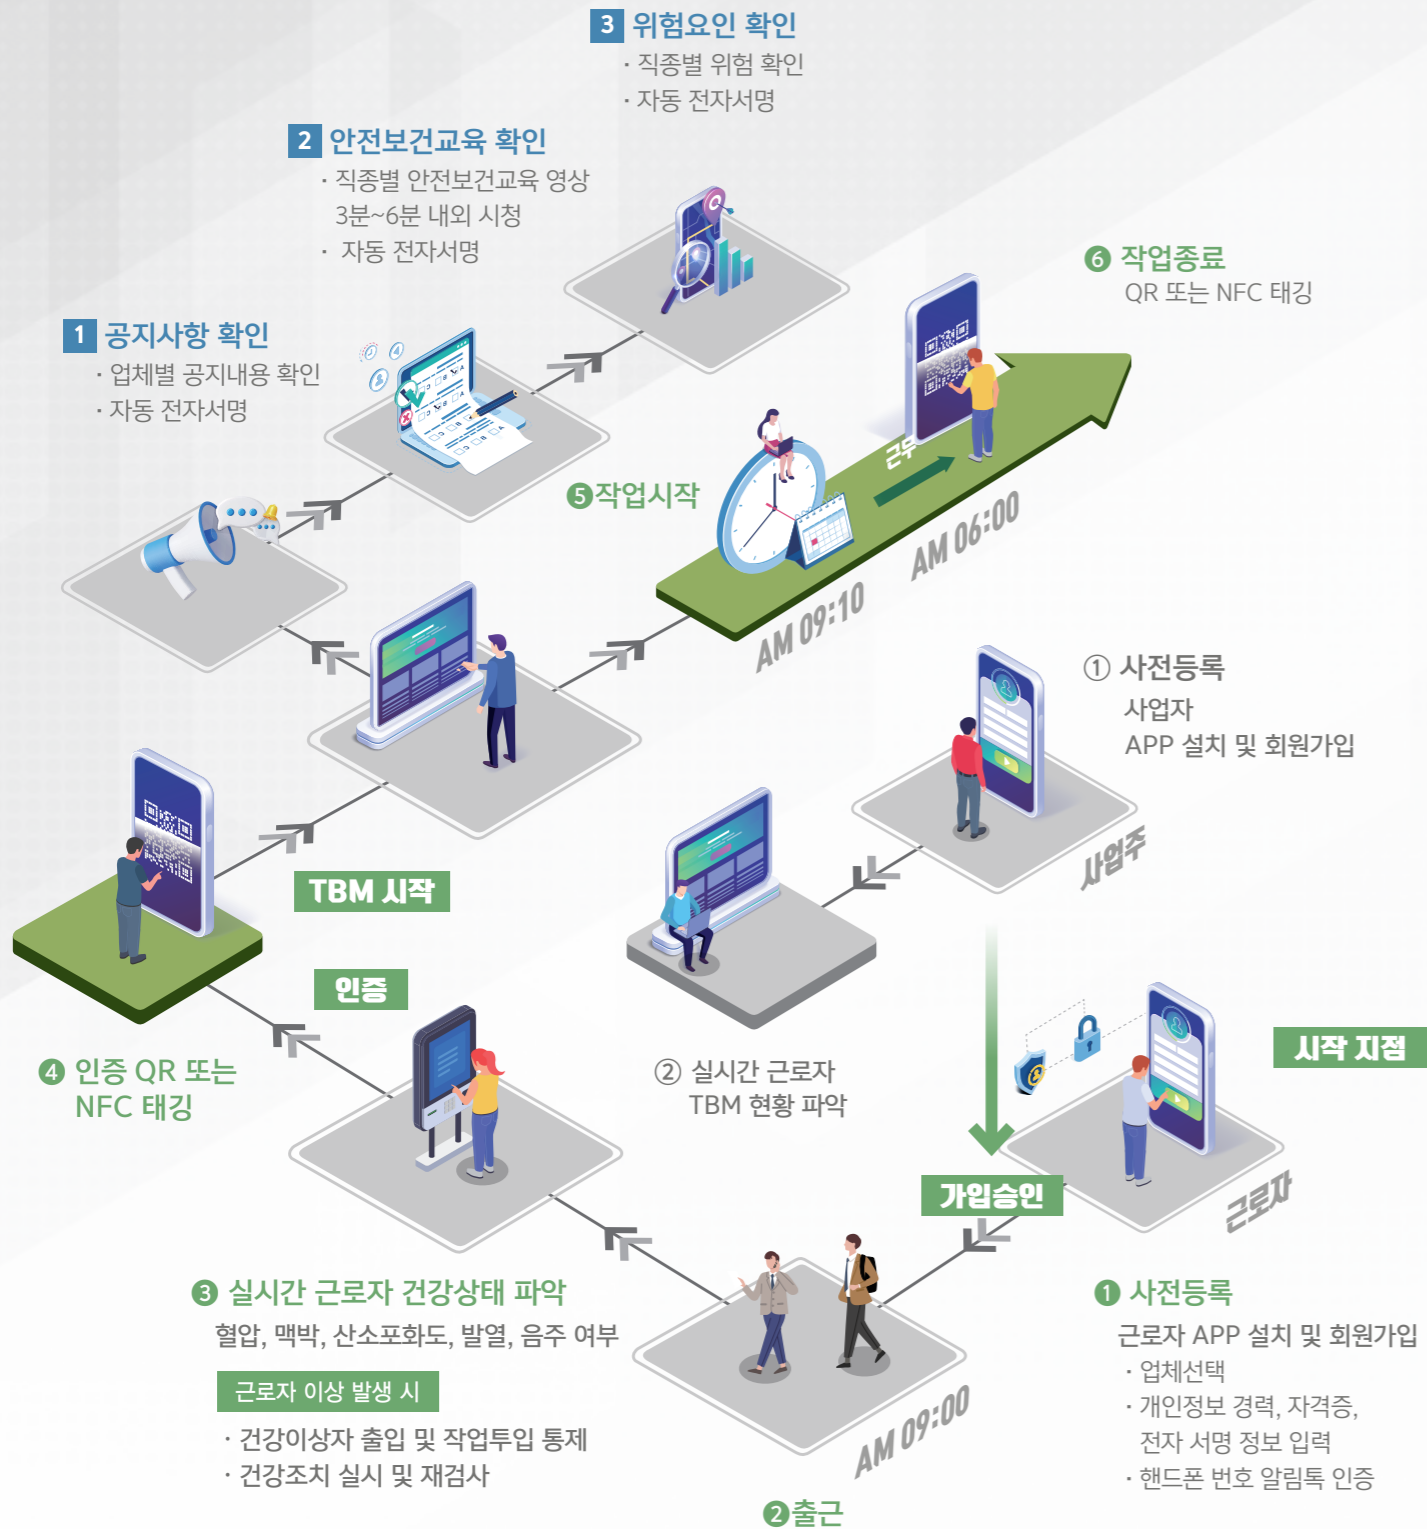 3 위험요인 확인
· 직종별 위험 확인
· 자동 전자서명
2 안전보건교육 확인
· 직종별 안전보건교육 영상
3분~6분 내외 시청
· 자동 전자서명
1 공지사항 확인
· 업체별 공지내용 확인
· 자동 전자서명
❻ 작업종료
QR 또는 NFC 태깅
근무
❺작업시작
AM 06:00
AM 09:10
① 사전등록
사업자
APP 설치 및 회원가입
사업주
TBM 시작
인증
❹ 인증 QR 또는
NFC 태깅
② 실시간 근로자
TBM 현황 파악
시작 지점
가입승인
근로자
❸ 실시간 근로자 건강상태 파악
혈압, 맥박, 산소포화도, 발열, 음주 여부
근로자 이상 발생 시
· 건강이상자 출입 및 작업투입 통제
· 건강조치 실시 및 재검사
AM 09:00
❷출근
❶ 사전등록
근로자 APP 설치 및 회원가입
· 업체선택
· 개인정보 경력, 자격증,
전자 서명 정보 입력
· 핸드폰 번호 알림톡 인증